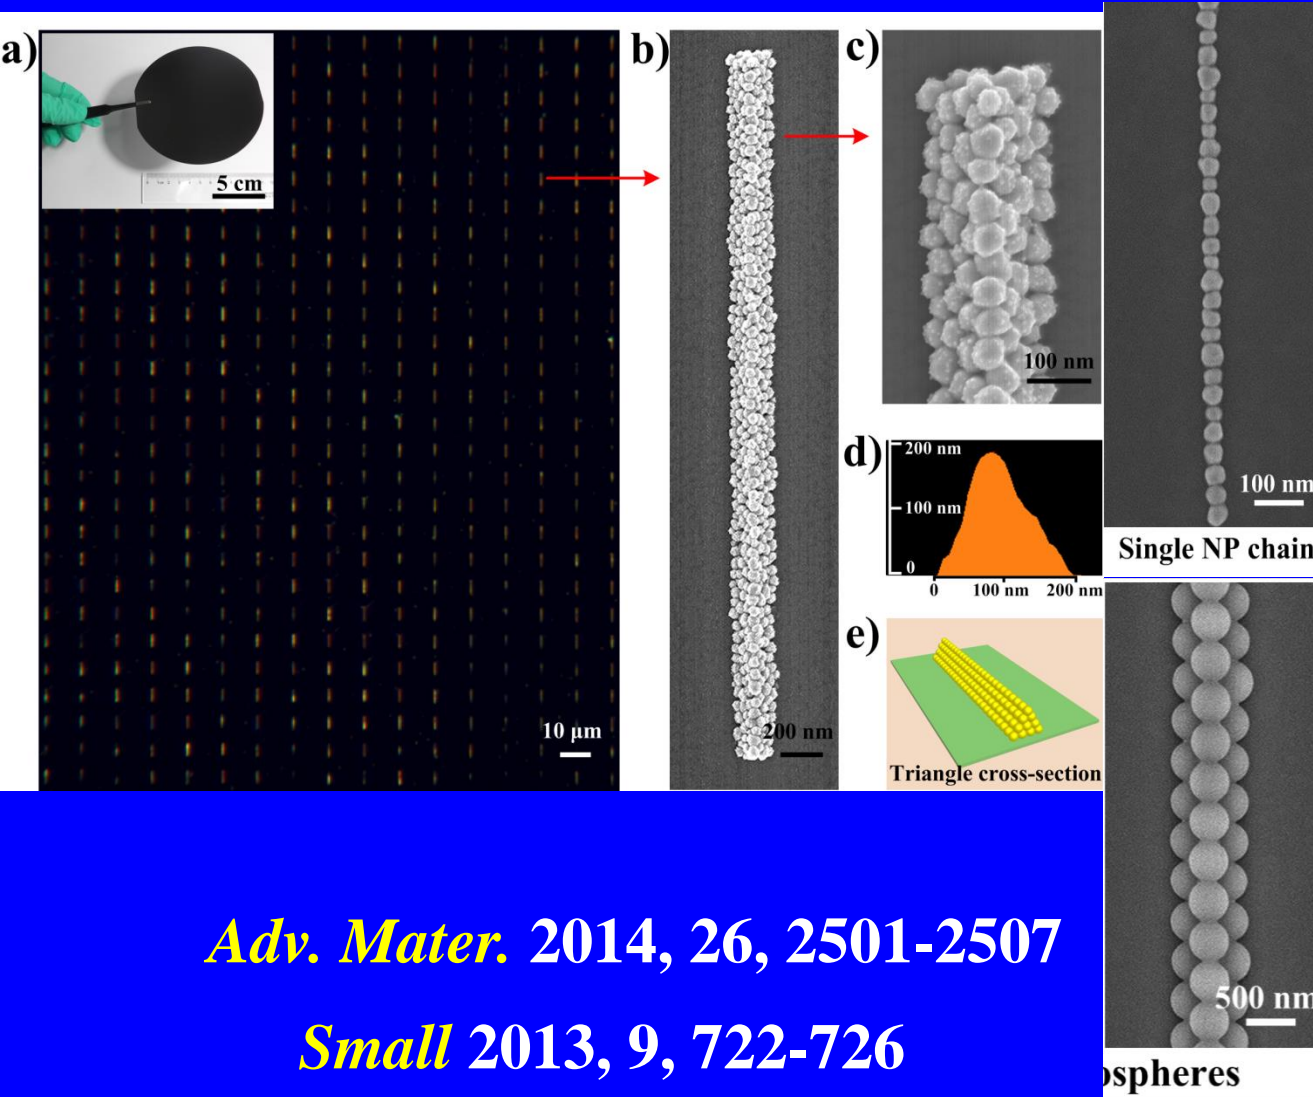 a)
5 cm
10 μm
b)
200 nm
c)
100 nm
d)
200 nm
100 nm
0
0 100 nm 200 nm
e)
Triangle cross-section
100 nm
Single NP chain
500 nm
ospheres
Adv. Mater. 2014, 26, 2501-2507
Small 2013, 9, 722-726